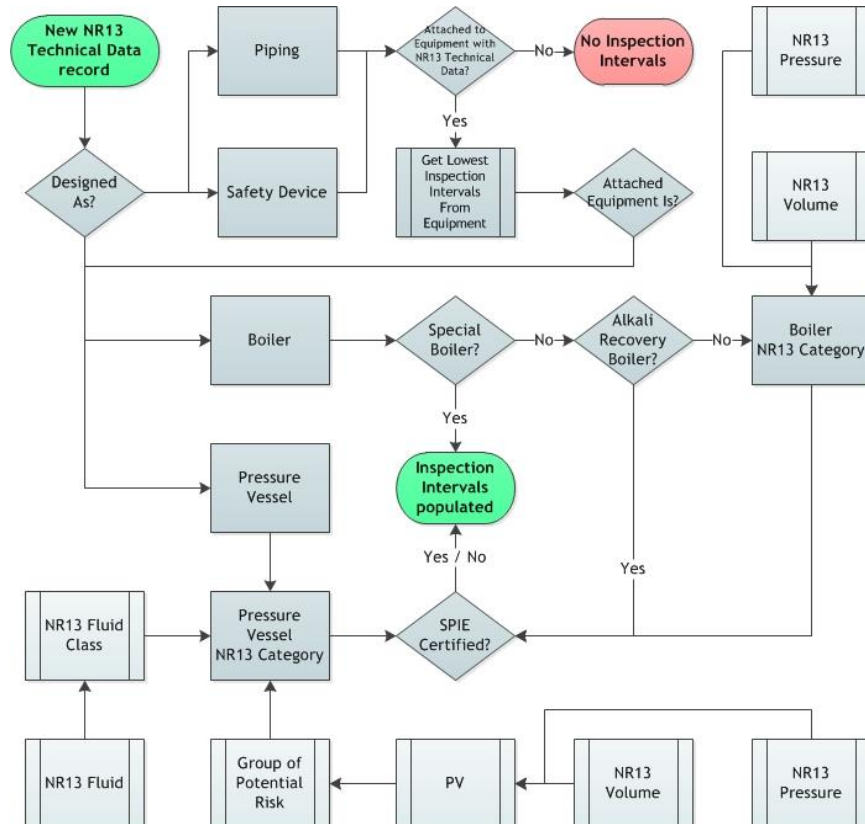 New NR13
Technical Data
record
Piping
Attached to
Equipment with
NR13 Technical
Data?
No
No Inspection
Intervals
NR13
Pressure
Yes
Designed
As?
Safety Device
Get Lowest
Inspection
Intervals
From
Equipment
Attached
Equipment Is?
NR13
Volume
Boiler
Special
Boiler?
No
Alkali
Recovery
Boiler?
No
Boiler
NR13 Category
Yes
Pressure
Vessel
Inspection
Intervals
populated
Yes / No
Yes
NR13 Fluid
Class
Pressure
Vessel
NR13 Category
SPIE
Certified?
NR13 Fluid
Group of
Potential
Risk
PV
NR13
Volume
NR13
Pressure